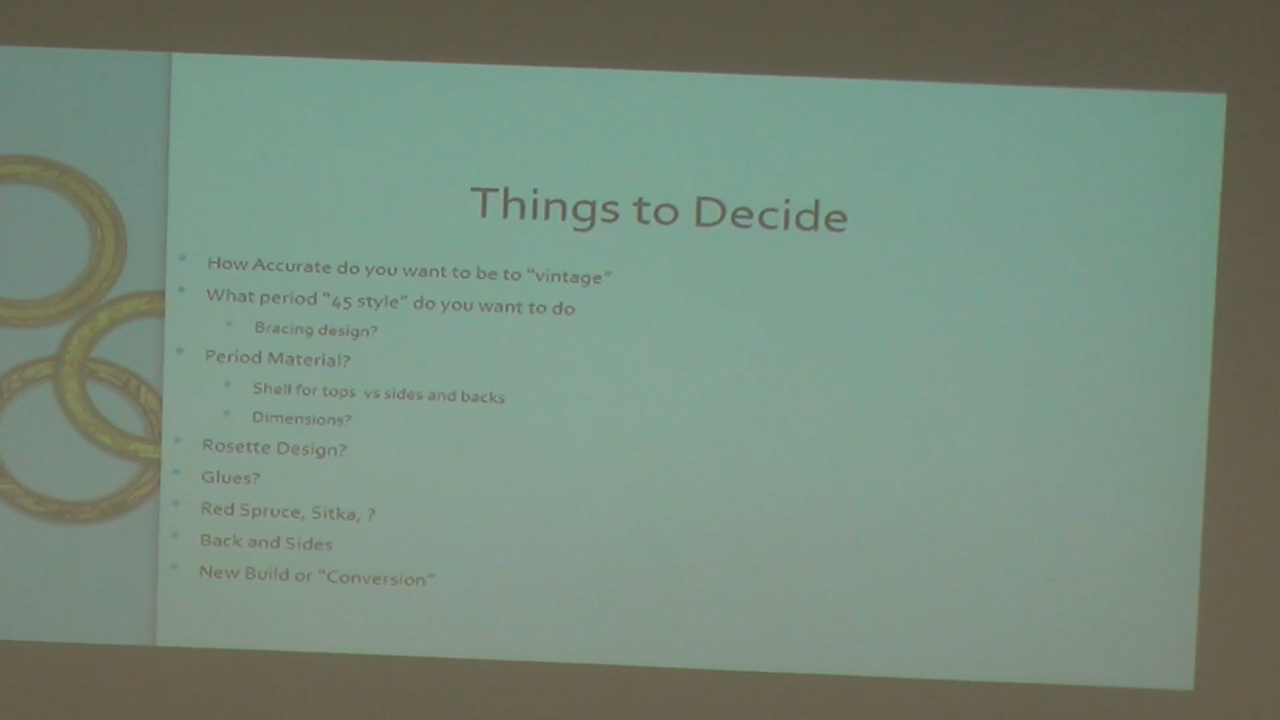 Things to Decide
How Accurate do you want to be to "vintage"
What period "45 style" do you want to do
Bracing design?
Period Material?
Shell for tops vs sides and backs
Dimensions?
Rosette Design?
Glues?
Red Spruce, Sitka, ?
Back and Sides
New Build or "Conversion"